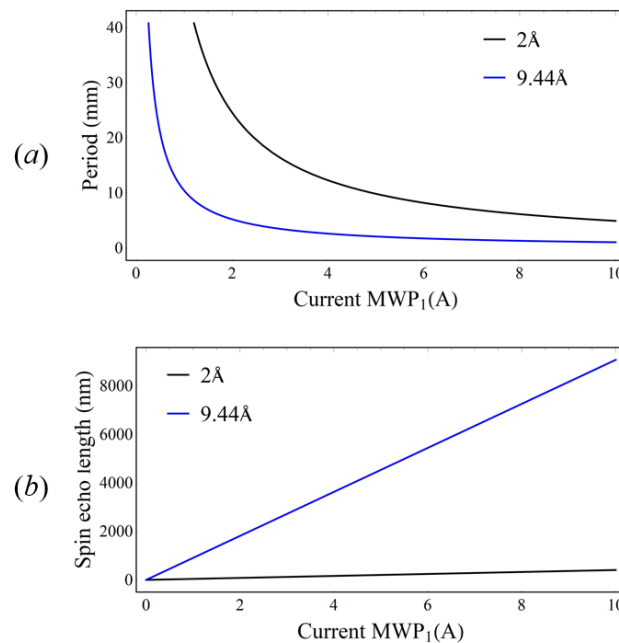 40
30
20
10
0
Period (mm)
(a)
2Å
9.44Å
0 2 4 6 8 10
Current MWP₁(A)
8000
6000
4000
2000
0
Spin echo length (nm)
(b)
2Å
9.44Å
0 2 4 6 8 10
Current MWP₁(A)